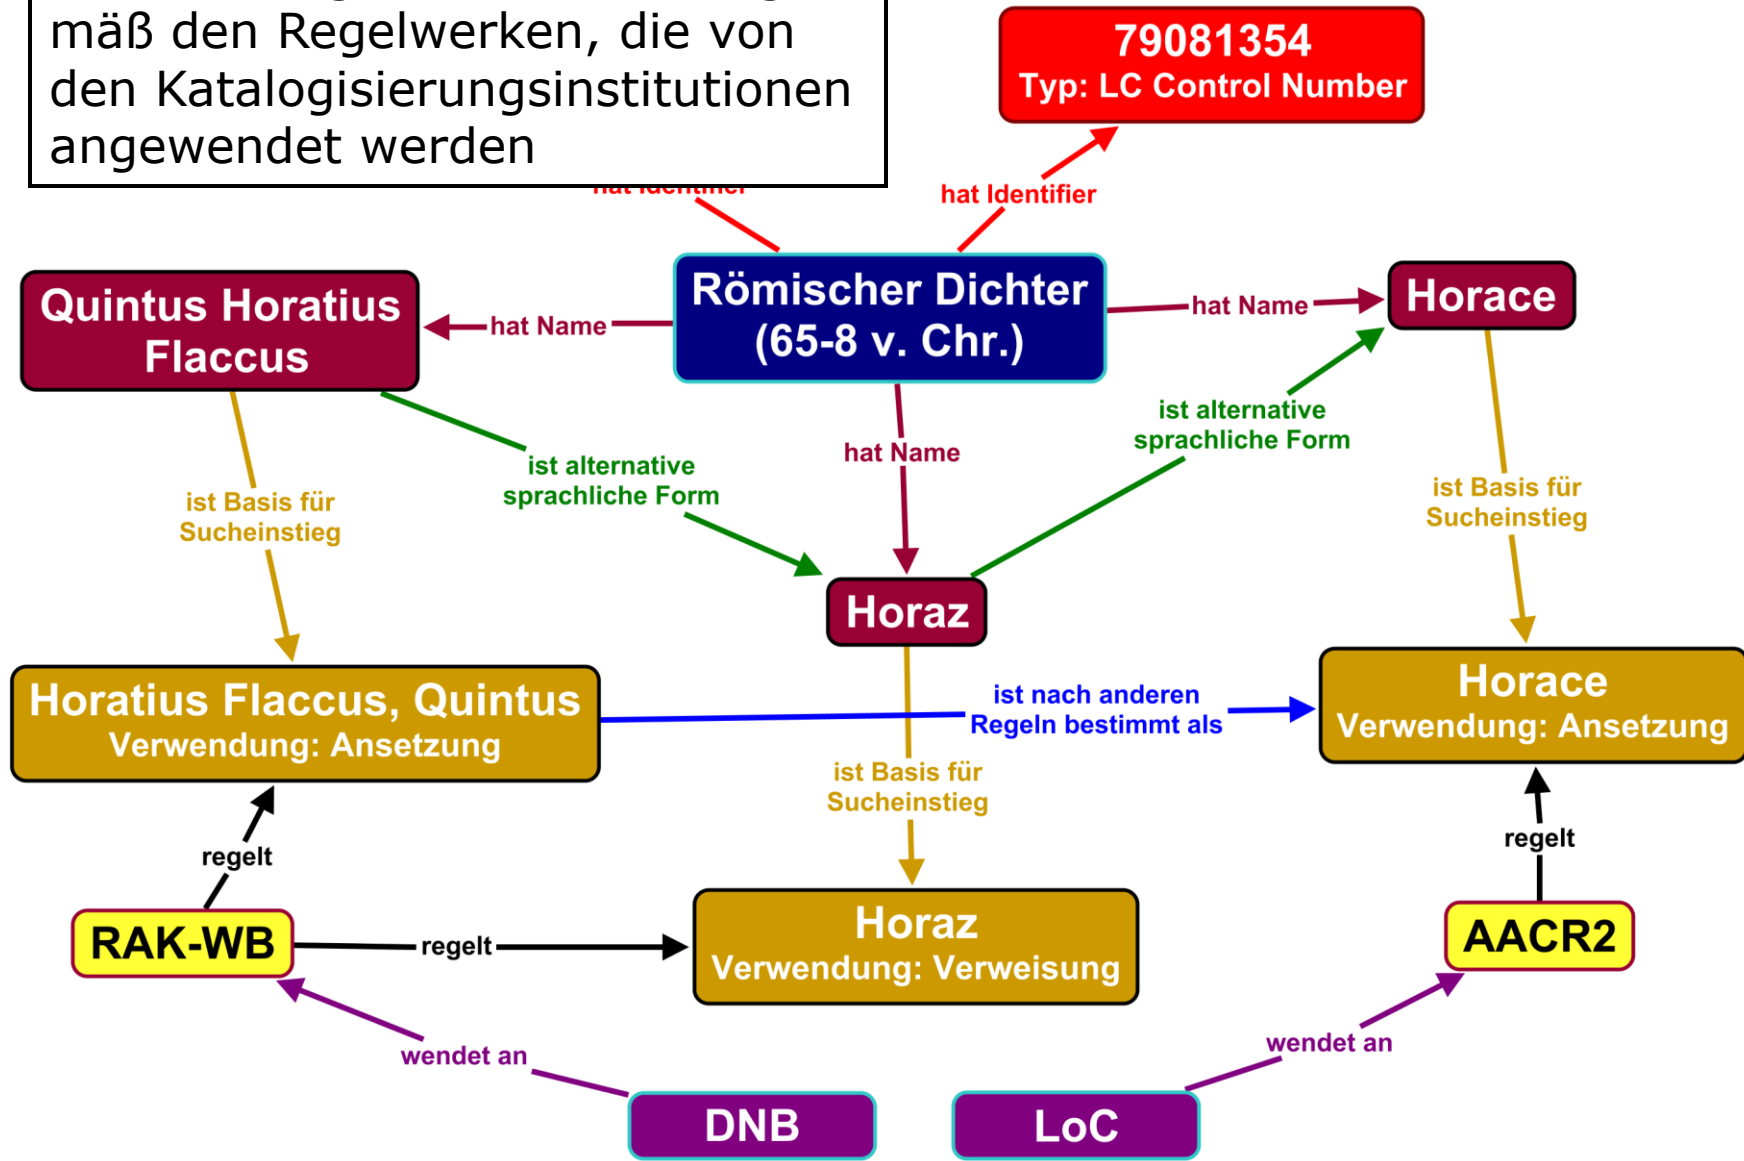 mäß den Regelwerken, die von
den Katalogisierungsinstitutionen
angewendet werden
79081354
Typ: LC Control Number
hat Identifier
hat Identifier
Quintus Horatius
Flaccus
hat Name
Römischer Dichter
(65-8 v. Chr.)
hat Name
Horace
hat Name
ist alternative
sprachliche Form
ist alternative
sprachliche Form
ist Basis für
Sucheinstieg
ist Basis für
Sucheinstieg
Horaz
Horatius Flaccus, Quintus
Verwendung: Ansetzung
ist nach anderen
Regeln bestimmt als
Horace
Verwendung: Ansetzung
ist Basis für
Sucheinstieg
regelt
regelt
RAK-WB
regelt
Horaz
Verwendung: Verweisung
AACR2
wendet an
wendet an
DNB
LoC